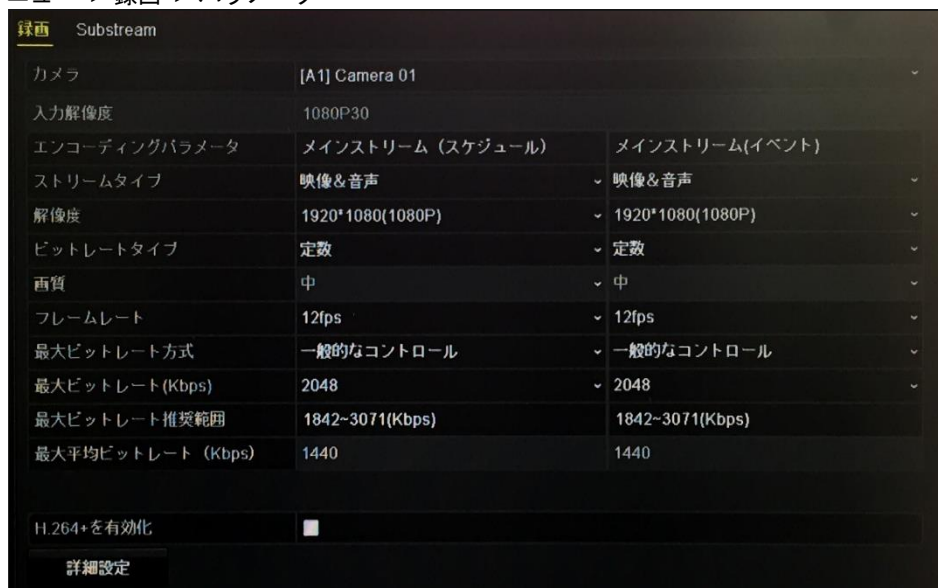 録画 Substream
カメラ [A1] Camera 01
入力解像度 1080P30
エンコーディングパラメータ メインストリーム（スケジュール） メインストリーム(イベント)
ストリームタイプ 映像&音声 映像&音声
解像度 1920*1080(1080P) 1920*1080(1080P)
ビットレートタイプ 定数 定数
画質 中 中
フレームレート 12fps 12fps
最大ビットレート方式 一般的なコントロール 一般的なコントロール
最大ビットレート(Kbps) 2048 2048
最大ビットレート推奨範囲 1842~3071(Kbps) 1842~3071(Kbps)
最大平均ビットレート（Kbps） 1440 1440
H.264+を有効化
詳細設定